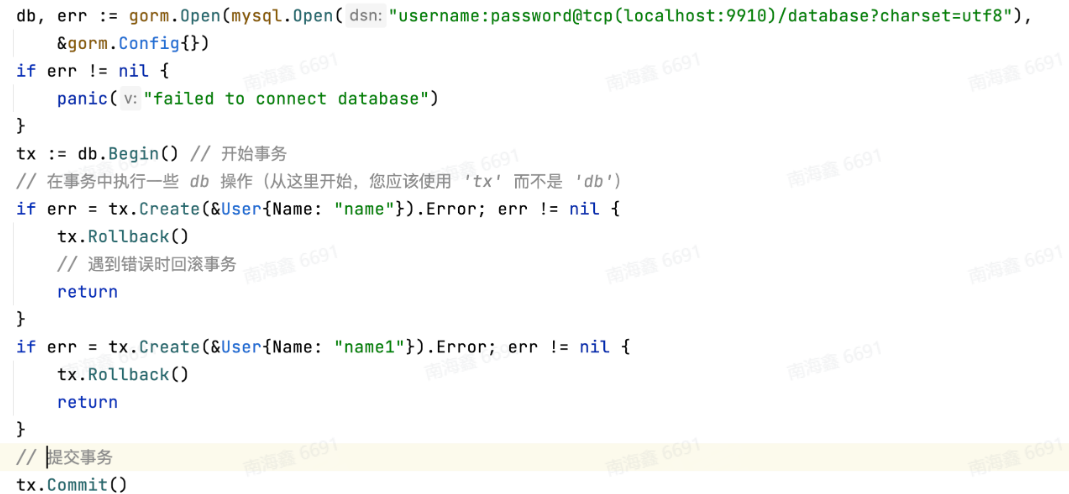 db, err := gorm.Open(mysql.Open( dsn: "username:password@tcp(localhost:9910)/database?charset=utf8"),
    &gorm.Config{})
if err != nil {
    panic( v: "failed to connect database")
}
tx := db.Begin() // 开始事务
// 在事务中执行一些 db 操作（从这里开始，您应该使用 'tx' 而不是 'db'）
if err = tx.Create(&User{Name: "name"}).Error; err != nil {
    tx.Rollback()
    // 遇到错误时回滚事务
    return
}
if err = tx.Create(&User{Name: "name1"}).Error; err != nil {
    tx.Rollback()
    return
}
// 提交事务
tx.Commit()
南海鑫 6691
南海鑫 6691
南海鑫 6691
南海鑫 6691
南海鑫 6691
南海鑫 6691
南海鑫 6691
南海鑫 6691
南海鑫 6691
南海鑫 6691
南海鑫 6691
南海鑫 6691
南海鑫 6691